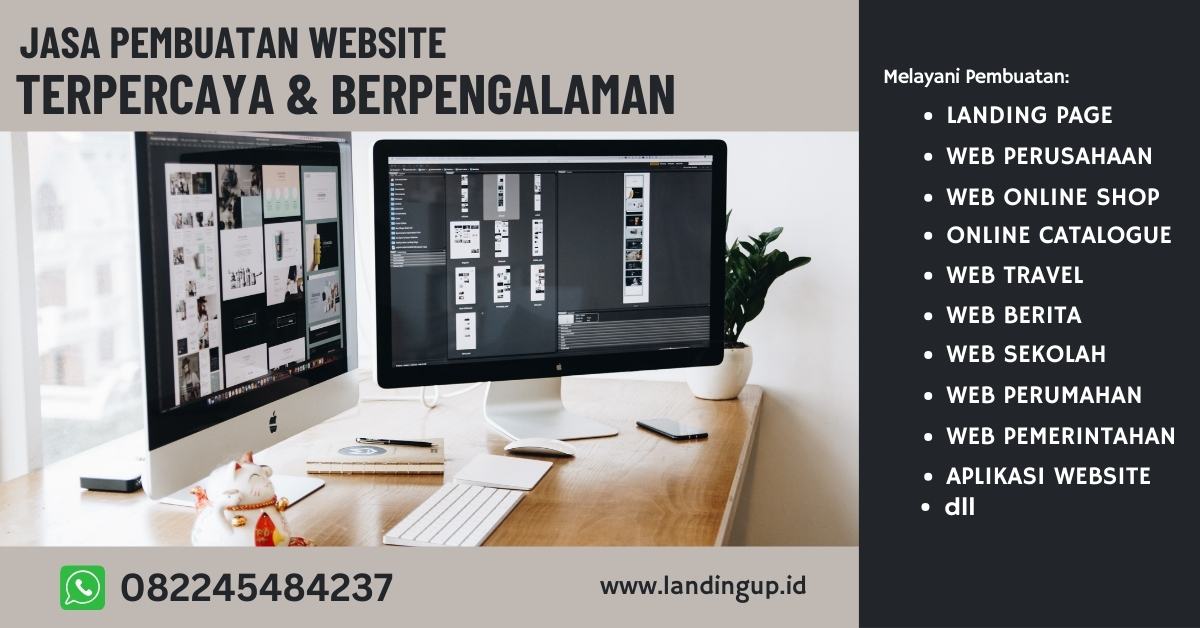 JASA PEMBUATAN WEBSITE
TERPERCAYA & BERPENGALAMAN
Melayani Pembuatan:
• LANDING PAGE
• WEB PERUSAHAAN
• WEB ONLINE SHOP
• ONLINE CATALOGUE
• WEB TRAVEL
• WEB BERITA
• WEB SEKOLAH
• WEB PERUMAHAN
• WEB PEMERINTAHAN
• APLIKASI WEBSITE
• dll
082245484237
www.landingup.id